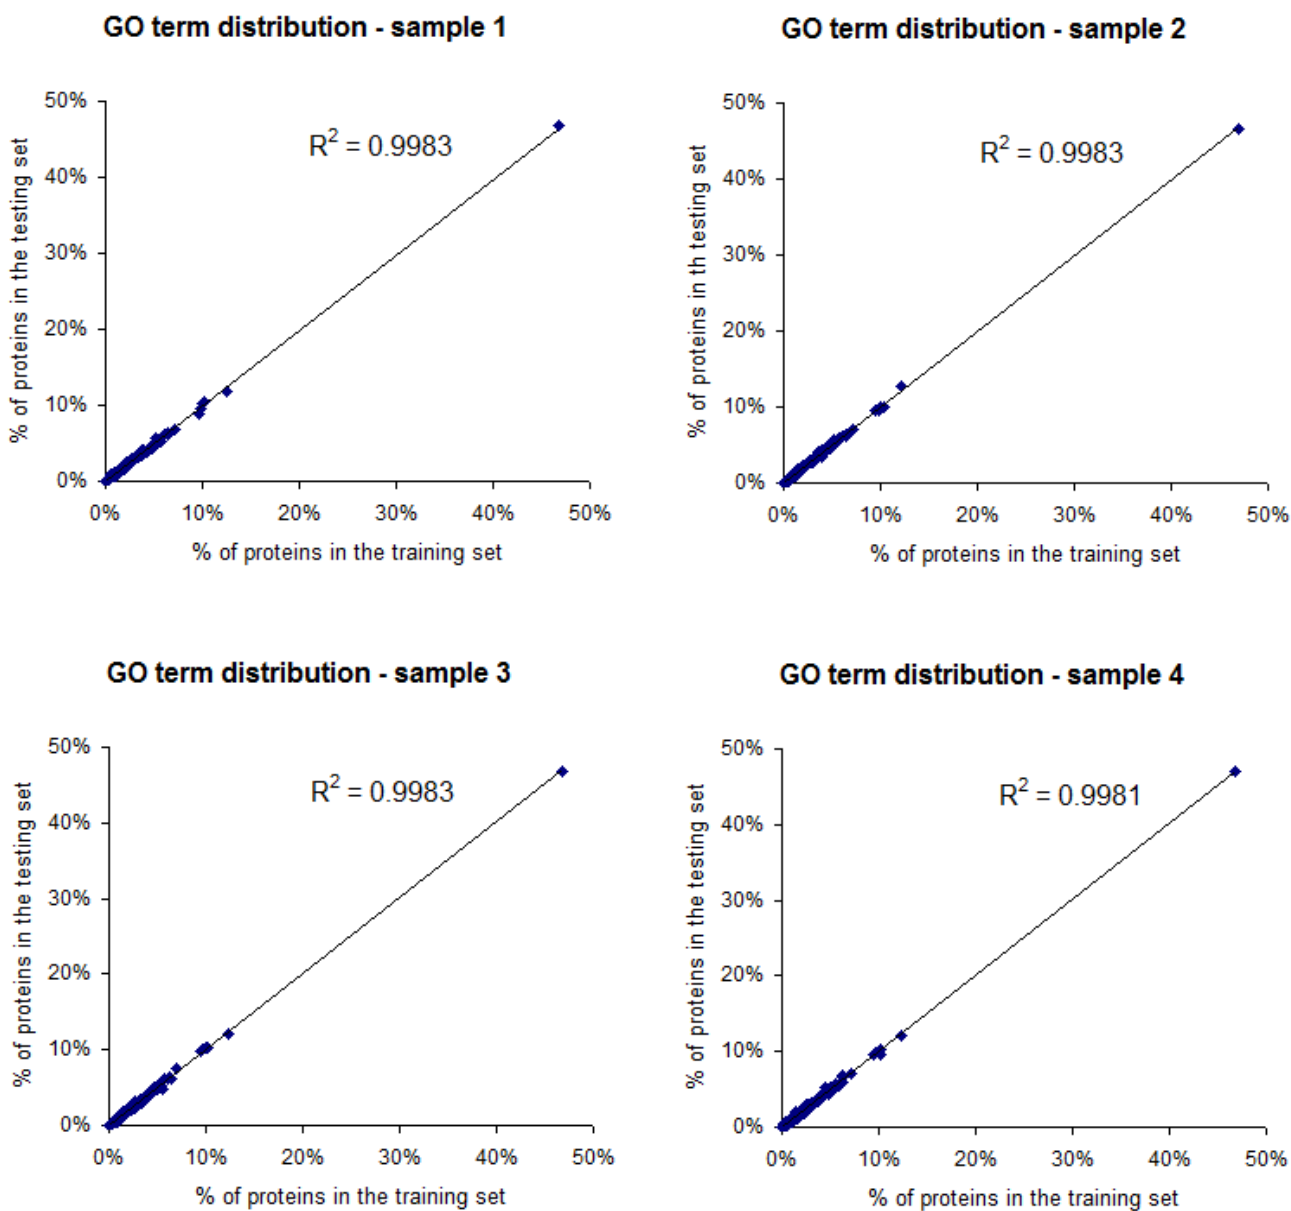 GO term distribution - sample 1
50%
40%
30%
20%
10%
0%
% of proteins in the testing set
R² = 0.9983
0% 10% 20% 30% 40% 50%
% of proteins in the training set
GO term distribution - sample 2
50%
40%
30%
20%
10%
0%
% of proteins in th testing set
R² = 0.9983
0% 10% 20% 30% 40% 50%
% of proteins in the training set
GO term distribution - sample 3
50%
40%
30%
20%
10%
0%
% of proteins in the testing set
R² = 0.9983
0% 10% 20% 30% 40% 50%
% of proteins in the training set
GO term distribution - sample 4
50%
40%
30%
20%
10%
0%
% of proteins in the testing set
R² = 0.9981
0% 10% 20% 30% 40% 50%
% of proteins in the training set